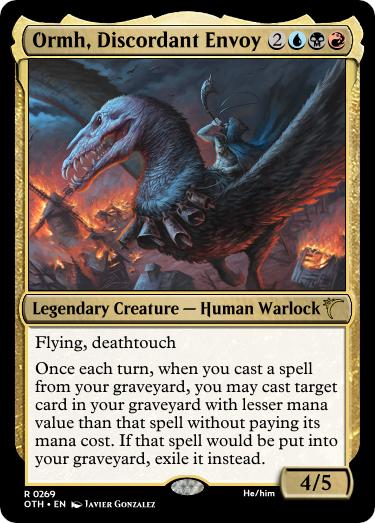 Ormh, Discordant Envoy 2
Legendary Creature — Human Warlock
Flying, deathtouch
Once each turn, when you cast a spell
from your graveyard, you may cast target
card in your graveyard with lesser mana
value than that spell without paying its
mana cost. If that spell would be put into
your graveyard, exile it instead.
4/5
R 0269
OTH • EN Javier Gonzalez
He/him